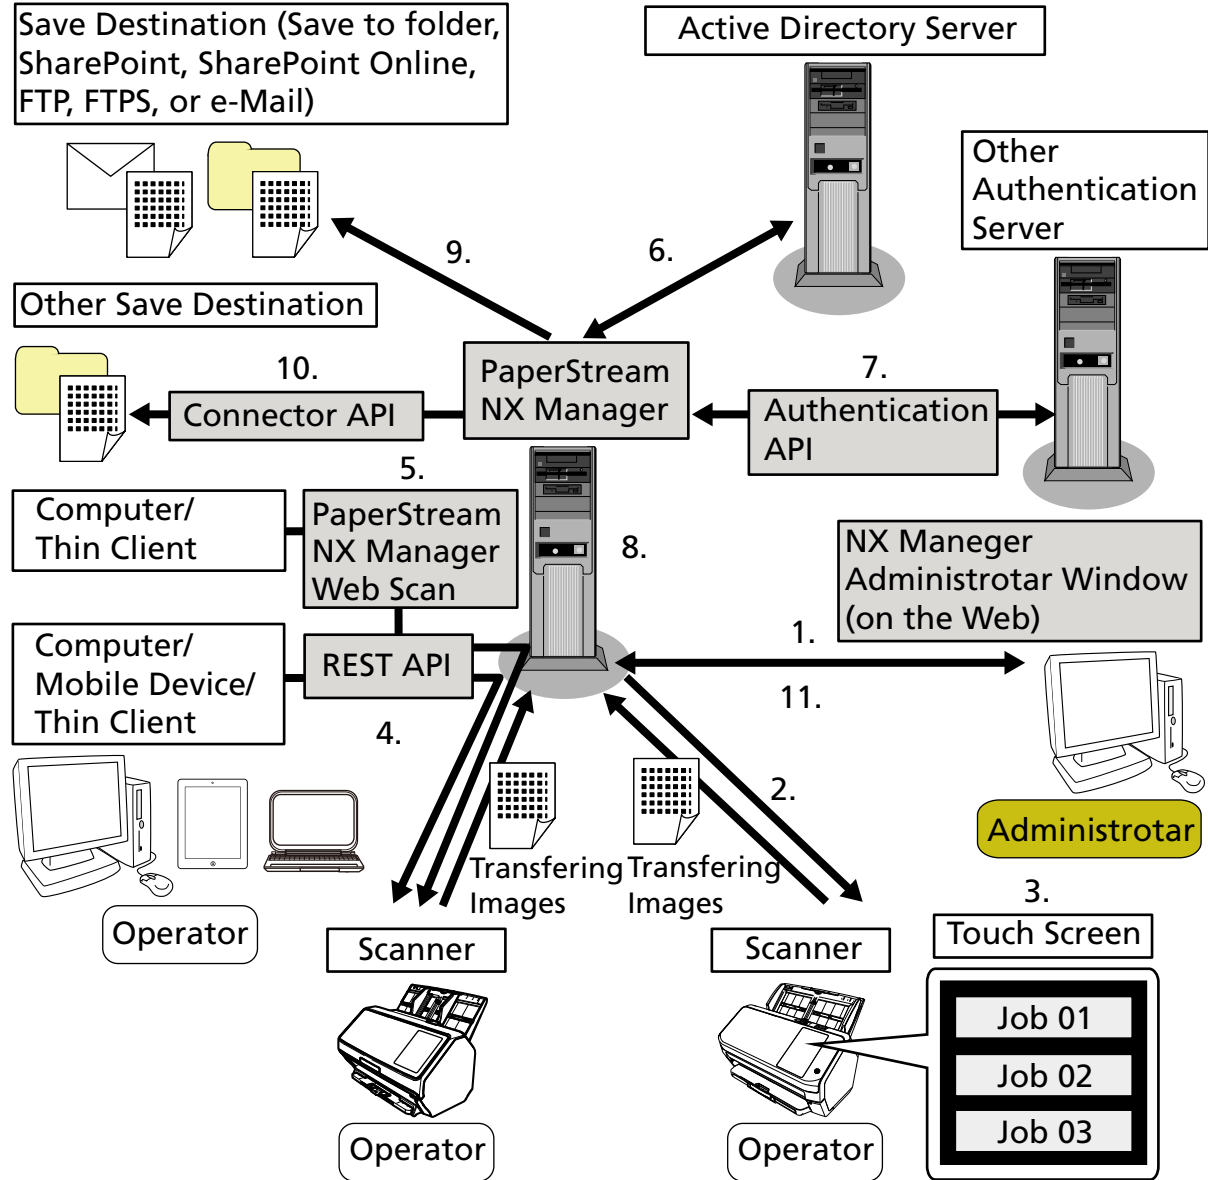 Save Destination (Save to folder,
SharePoint, SharePoint Online,
FTP, FTPS, or e-Mail)
Active Directory Server
Other
Authentication
Server
9.
6.
Other Save Destination
10.
Connector API
PaperStream
NX Manager
7.
Authentication
API
5.
Computer/
Thin Client
PaperStream
NX Manager
Web Scan
8.
NX Maneger
Administrotar Window
(on the Web)
Computer/
Mobile Device/
Thin Client
REST API
1.
11.
4.
2.
Administrotar
Transfering
Images
Transfering
Images
3.
Operator
Scanner
Scanner
Touch Screen
Job 01
Job 02
Job 03
Operator
Operator